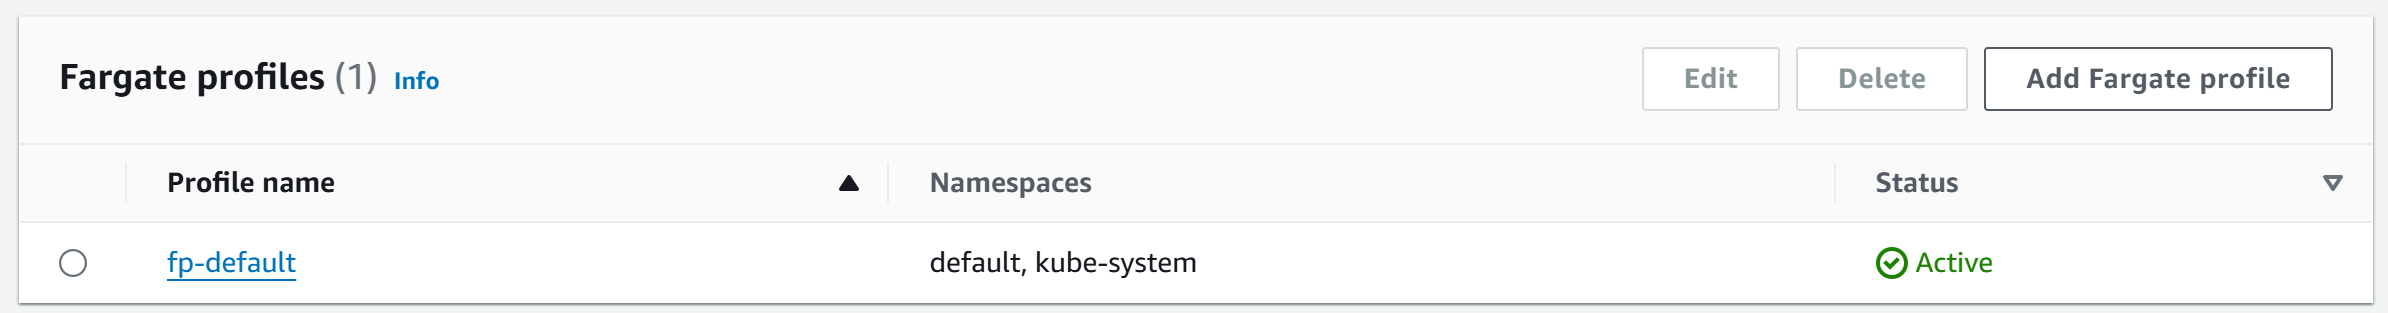 Fargate profiles (1) Info Edit Delete Add Fargate profile
Profile name Namespaces Status
fp-default default, kube-system Active